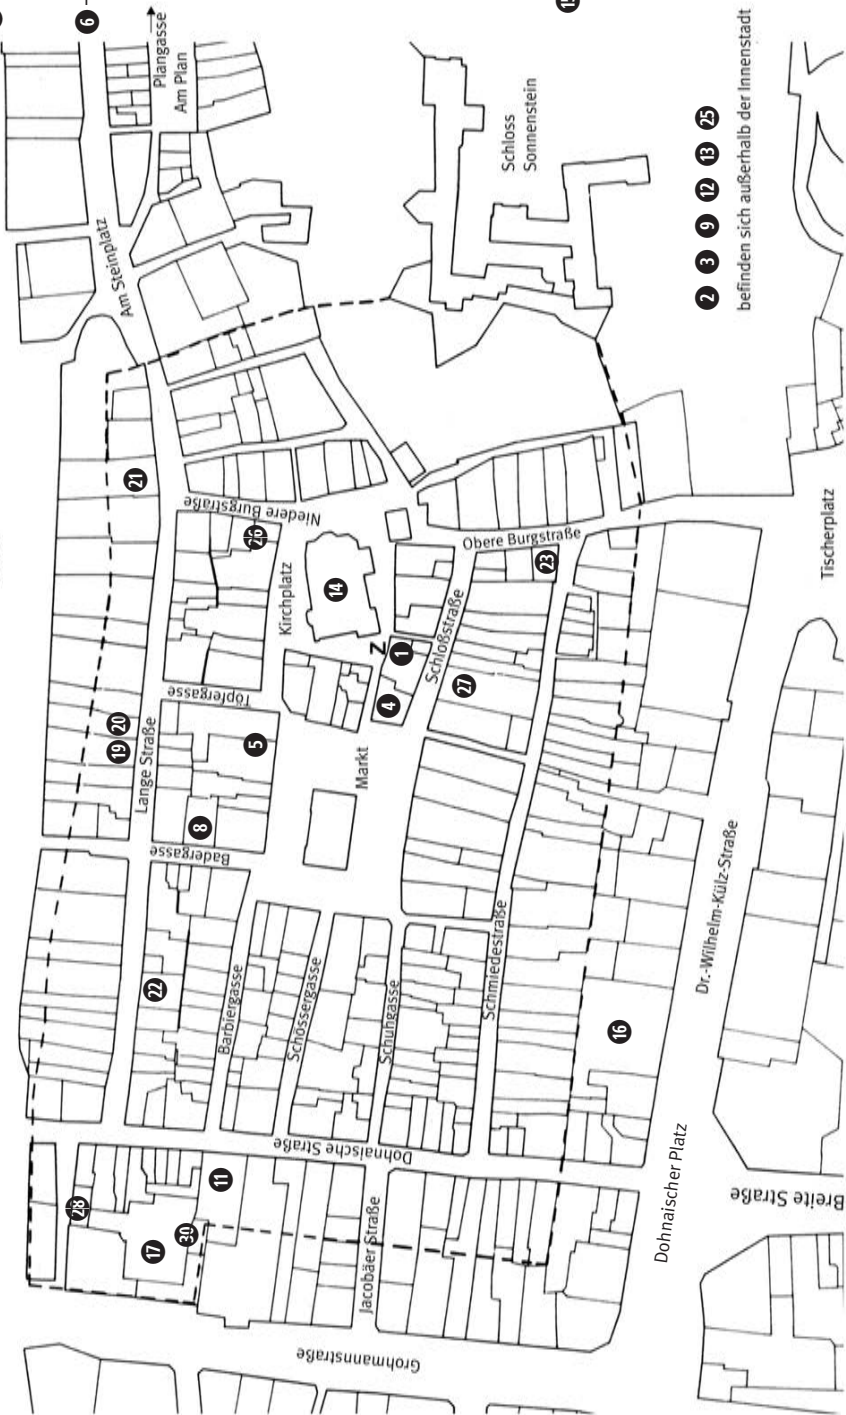 6
Plangasse
Am Plan
Am Steinplatz
Schloss
Sonnenstein
15
2 3 9 12 13 25
befinden sich außerhalb der Innenstadt
21
Niedere Burgstraße
26
Kirchplatz
14
Obere Burgstraße
23
Tischerplatz
Z
1
4
Schloßstraße
27
Töpfergasse
20
19
Lange Straße
5
Markt
8
Badergasse
22
Barbiergasse
Schössergasse
Schuhgasse
Schmiedestraße
Dr.-Wilhelm-Külz-Straße
16
Dohnaische Straße
11
28
17
30
Jacobäer Straße
Dohnaischer Platz
Breite Straße
Grohmannstraße